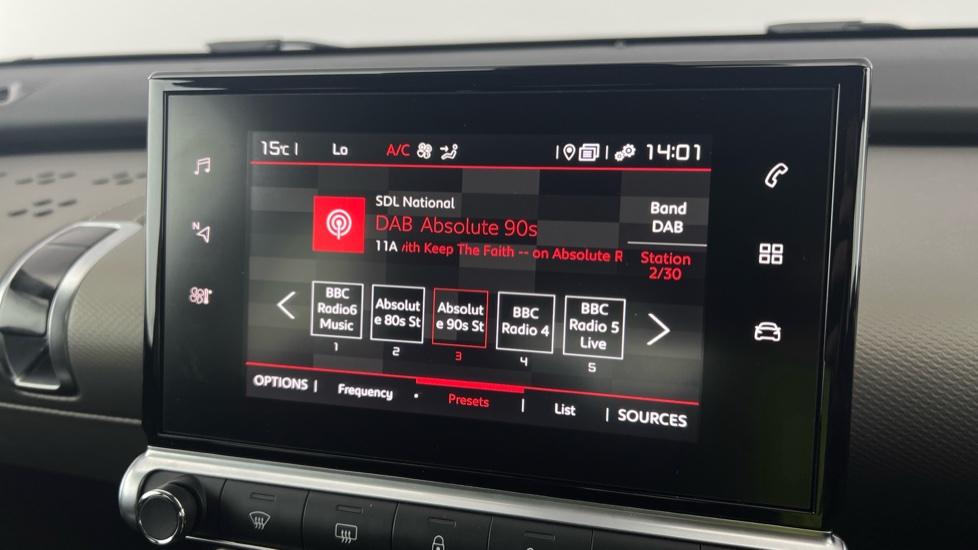 15°c | Lo A/C | | 14:01
SDL National
DAB Absolute 90s
11A ith Keep The Faith -- on Absolute R
Band
DAB
Station
2/30
N
BBC
Radio6
Music
1
Absolut
e 80s St
2
Absolut
e 90s St
3
BBC
Radio 4
4
BBC
Radio 5
Live
5
OPTIONS | Frequency • Presets | List | SOURCES